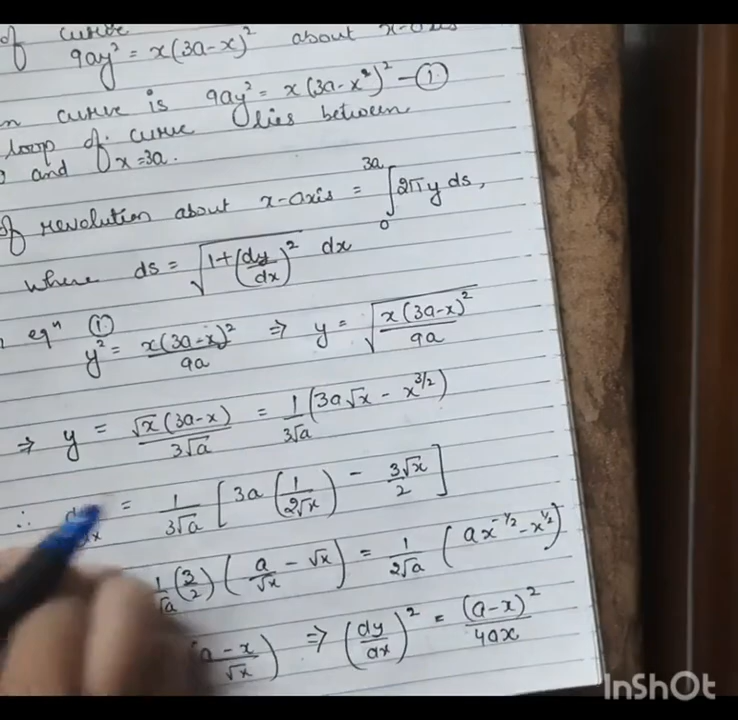 of curve
9ay² = x(3a-x)² about x-axis
n curve is 9ay² = x(3a-x²)² - ①
loop of curve lies between
and x=3a.
of revolution about x-axis = ∫₀³ᵃ 2πy ds,
where ds = √(1+(dy/dx)²) dx
eqⁿ ①
y² = x(3a-x)²/9a ⇒ y = √(x(3a-x)²/9a)
⇒ y = √x(3a-x)/3√a = 1/3√a (3a√x - x^3/2)
∴ dx = 1/3√a [3a(1/2√x) - 3√x/2]
1/√a (3/2) (a/√x - √x) = 1/2√a (ax^-1/2 - x^1/2)
a-x/√x) ⇒ (dy/dx)² = (a-x)²/4ax
InShOt